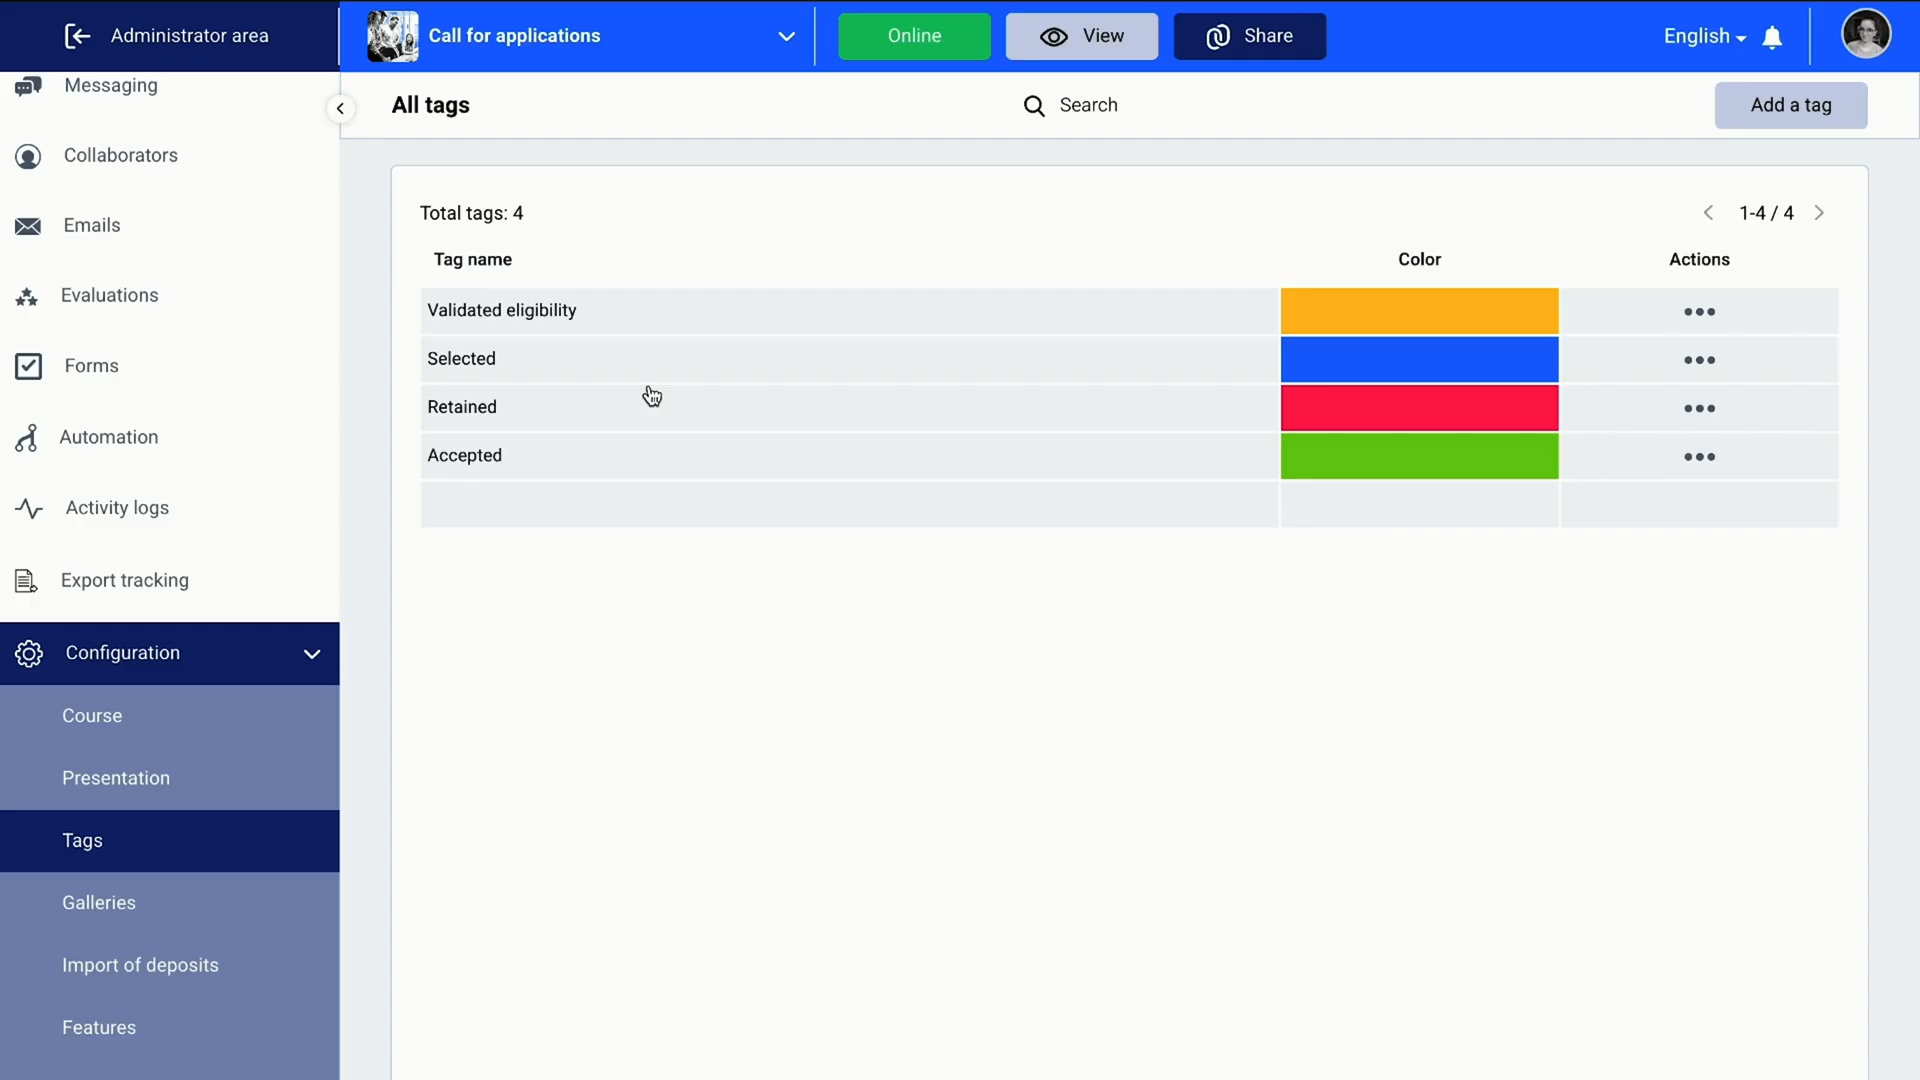 Administrator area
Call for applications
Online
View
Share
English
Messaging
Collaborators
Emails
Evaluations
Forms
Automation
Activity logs
Export tracking
Configuration
Course
Presentation
Tags
Galleries
Import of deposits
Features
All tags
Search
Add a tag
Total tags: 4
1-4 / 4
Tag name Color Actions
Validated eligibility
Selected
Retained
Accepted